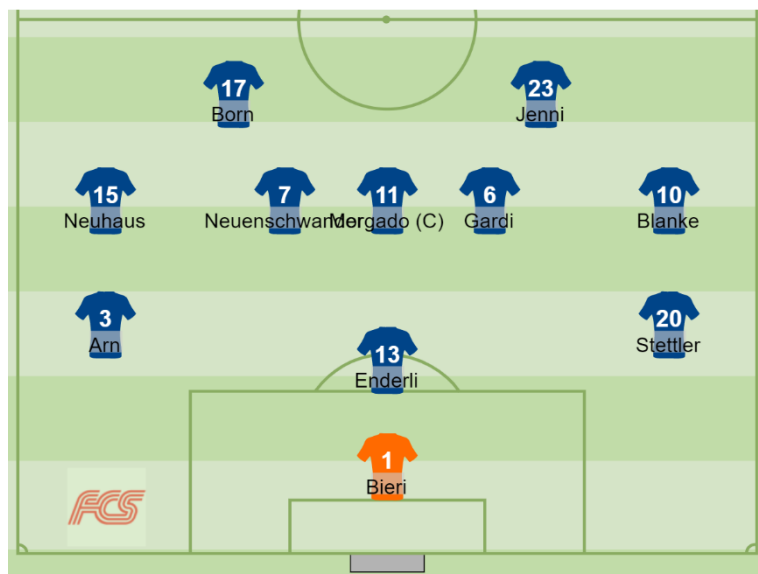 17
Born
23
Jenni
15
Neuhaus
7
Neuenschwander
11
Morgado (C)
6
Gardi
10
Blanke
3
Arn
13
Enderli
20
Stettler
1
Bieri
FCS